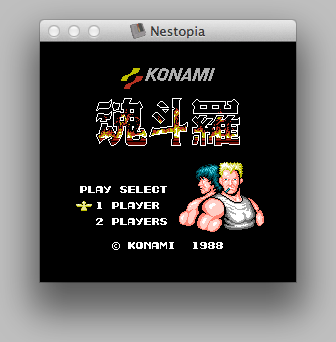 Nestopia
KONAMI
魂斗羅
PLAY SELECT
1 PLAYER
2 PLAYERS
© KONAMI 1988